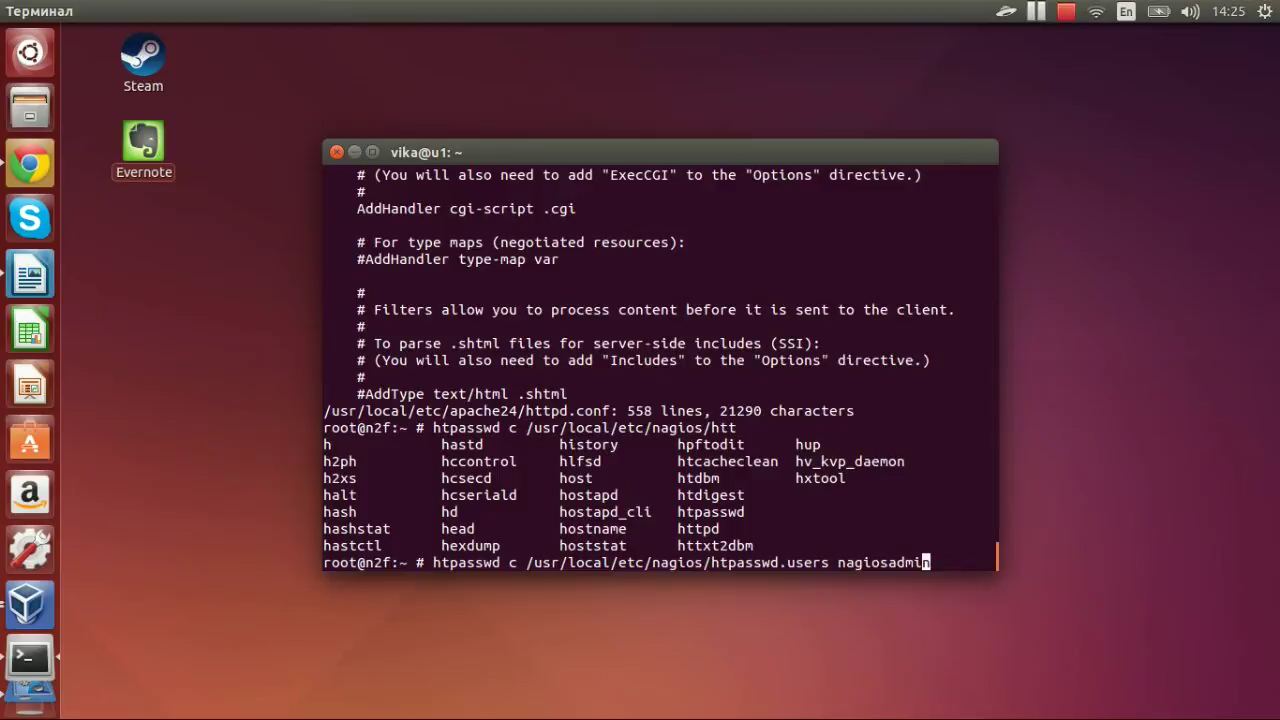 Терминал
En
14:25
Steam
Evernote
vika@u1: ~
# (You will also need to add "ExecCGI" to the "Options" directive.)
#
AddHandler cgi-script .cgi
# For type maps (negotiated resources):
#AddHandler type-map var
#
# Filters allow you to process content before it is sent to the client.
#
# To parse .shtml files for server-side includes (SSI):
# (You will also need to add "Includes" to the "Options" directive.)
#
#AddType text/html .shtml
/usr/local/etc/apache24/httpd.conf: 558 lines, 21290 characters
root@n2f:~ # htpasswd c /usr/local/etc/nagios/htt
h hastd history hpftodit hup
h2ph hccontrol hlfsd htcacheclean hv_kvp_daemon
h2xs hcsecd host htdbm hxtool
halt hcseriald hostapd htdigest
hash hd hostapd_cli htpasswd
hashstat head hostname httpd
hastctl hexdump hoststat httxt2dbm
root@n2f:~ # htpasswd c /usr/local/etc/nagios/htpasswd.users nagiosadmin